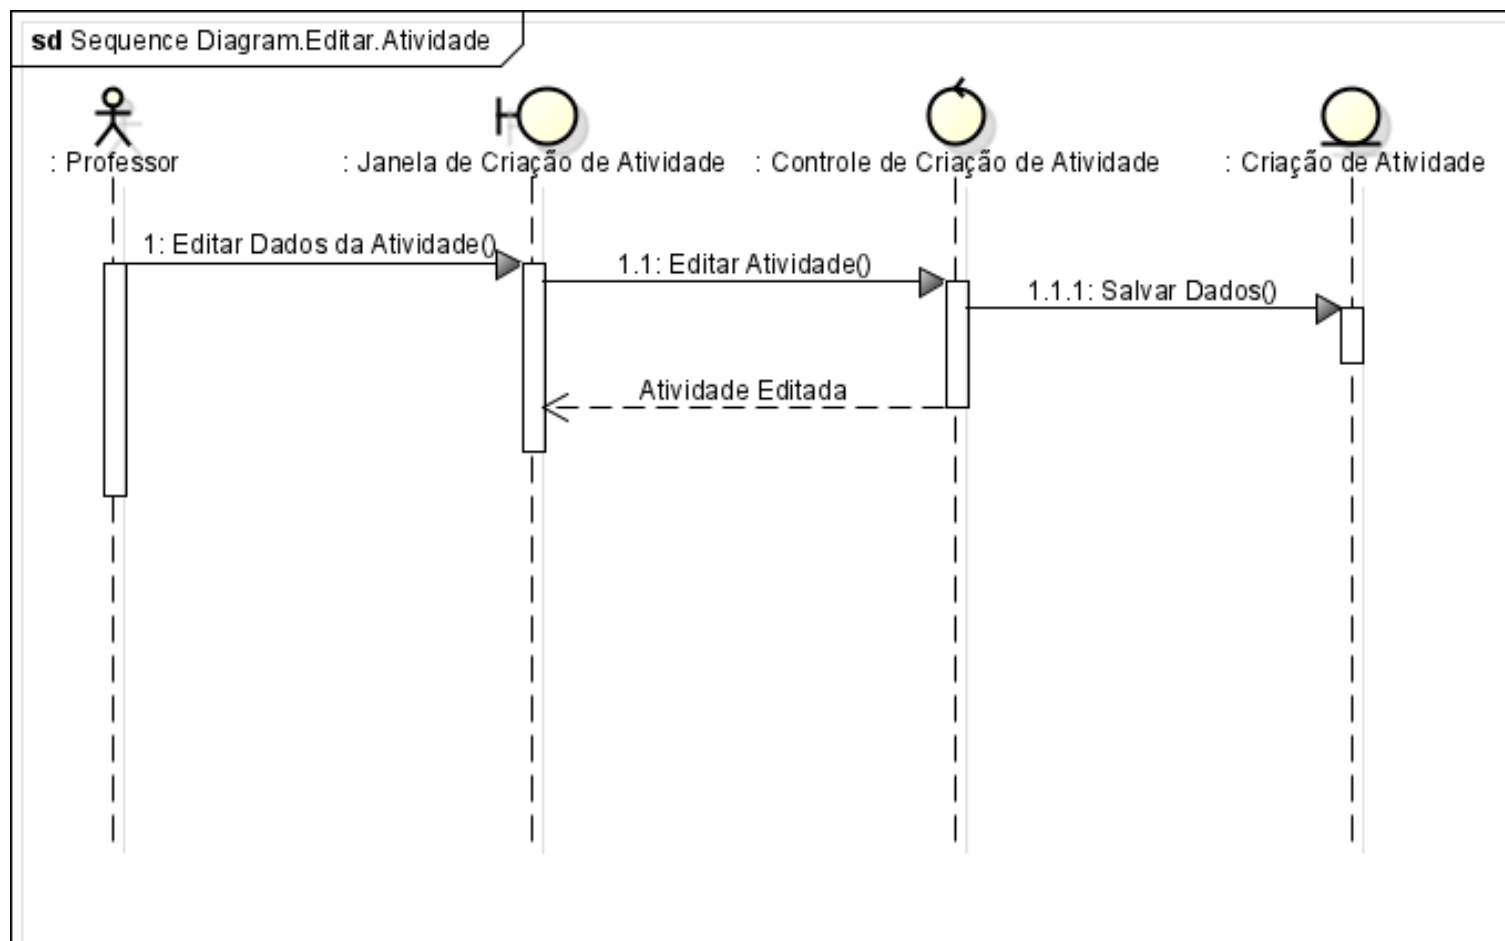 sd Sequence Diagram.Editar.Atividade
: Professor
: Janela de Criação de Atividade
: Controle de Criação de Atividade
: Criação de Atividade
1: Editar Dados da Atividade()
1.1: Editar Atividade()
1.1.1: Salvar Dados()
Atividade Editada